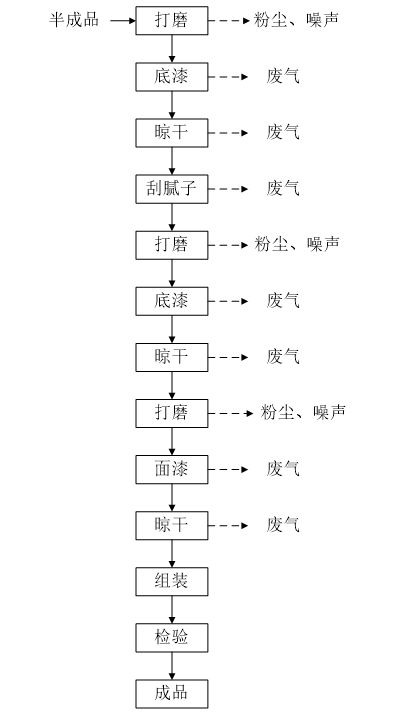 半成品 打磨 粉尘、噪声
底漆 废气
晾干 废气
刮腻子 废气
打磨 粉尘、噪声
底漆 废气
晾干 废气
打磨 粉尘、噪声
面漆 废气
晾干 废气
组装
检验
成品